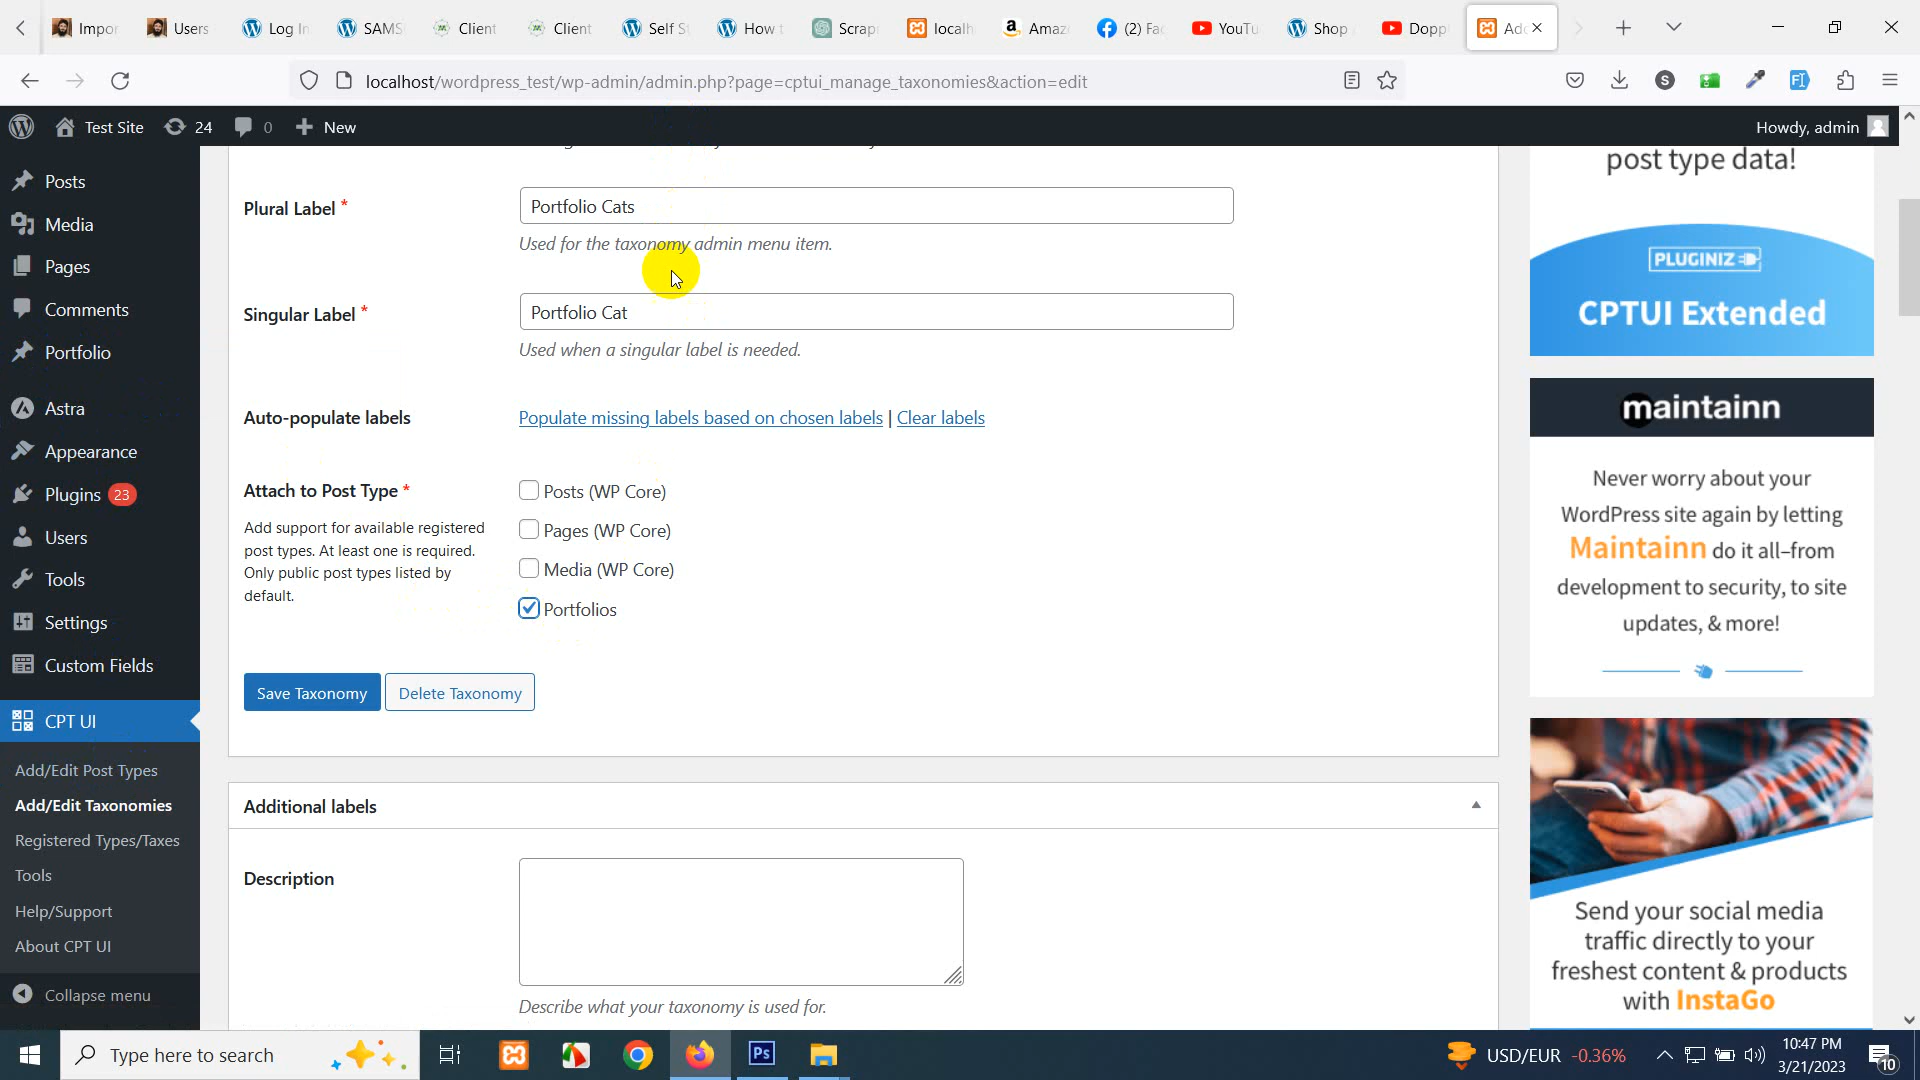 Impor
Users
Log In
SAMS
Client
Client
Self S
How t
Scrap
localh
Amaz
(2) Fac
YouTu
Shop
Dopp
Add
localhost/wordpress_test/wp-admin/admin.php?page=cptui_manage_taxonomies&action=edit
Test Site
24
0
New
Howdy, admin
Posts
Media
Pages
Comments
Portfolio
Astra
Appearance
Plugins 23
Users
Tools
Settings
Custom Fields
CPT UI
Add/Edit Post Types
Add/Edit Taxonomies
Registered Types/Taxes
Tools
Help/Support
About CPT UI
Collapse menu
Plural Label *
Portfolio Cats
Used for the taxonomy admin menu item.
Singular Label *
Portfolio Cat
Used when a singular label is needed.
Auto-populate labels
Populate missing labels based on chosen labels | Clear labels
Attach to Post Type *
Add support for available registered
post types. At least one is required.
Only public post types listed by
default.
Posts (WP Core)
Pages (WP Core)
Media (WP Core)
Portfolios
Save Taxonomy
Delete Taxonomy
Additional labels
Description
Describe what your taxonomy is used for.
post type data!
PLUGINIZ
CPTUI Extended
maintainn
Never worry about your
WordPress site again by letting
Maintainn do it all–from
development to security, to site
updates, & more!
Send your social media
traffic directly to your
freshest content & products
with InstaGo
Type here to search
Ps
USD/EUR -0.36%
10:47 PM
3/21/2023
10